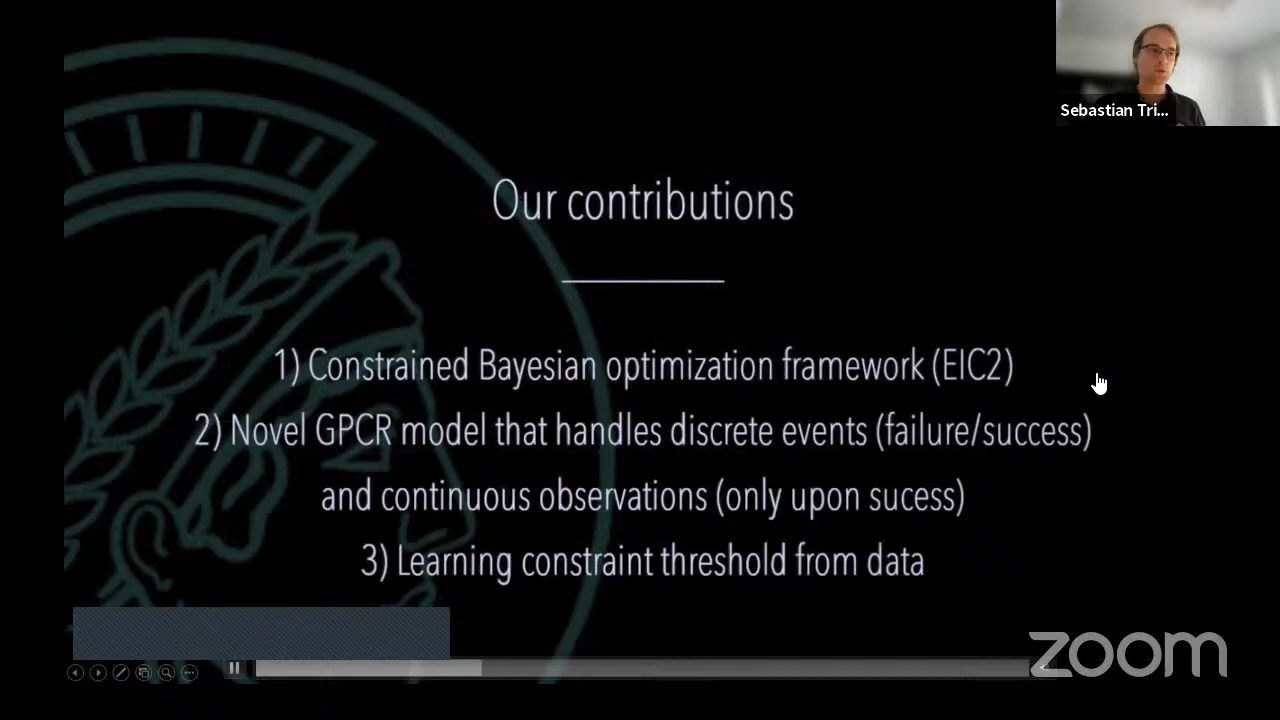 Sebastian Tri...
Our contributions
1) Constrained Bayesian optimization framework (EIC2)
2) Novel GPCR model that handles discrete events (failure/success)
and continuous observations (only upon sucess)
3) Learning constraint threshold from data
zoom